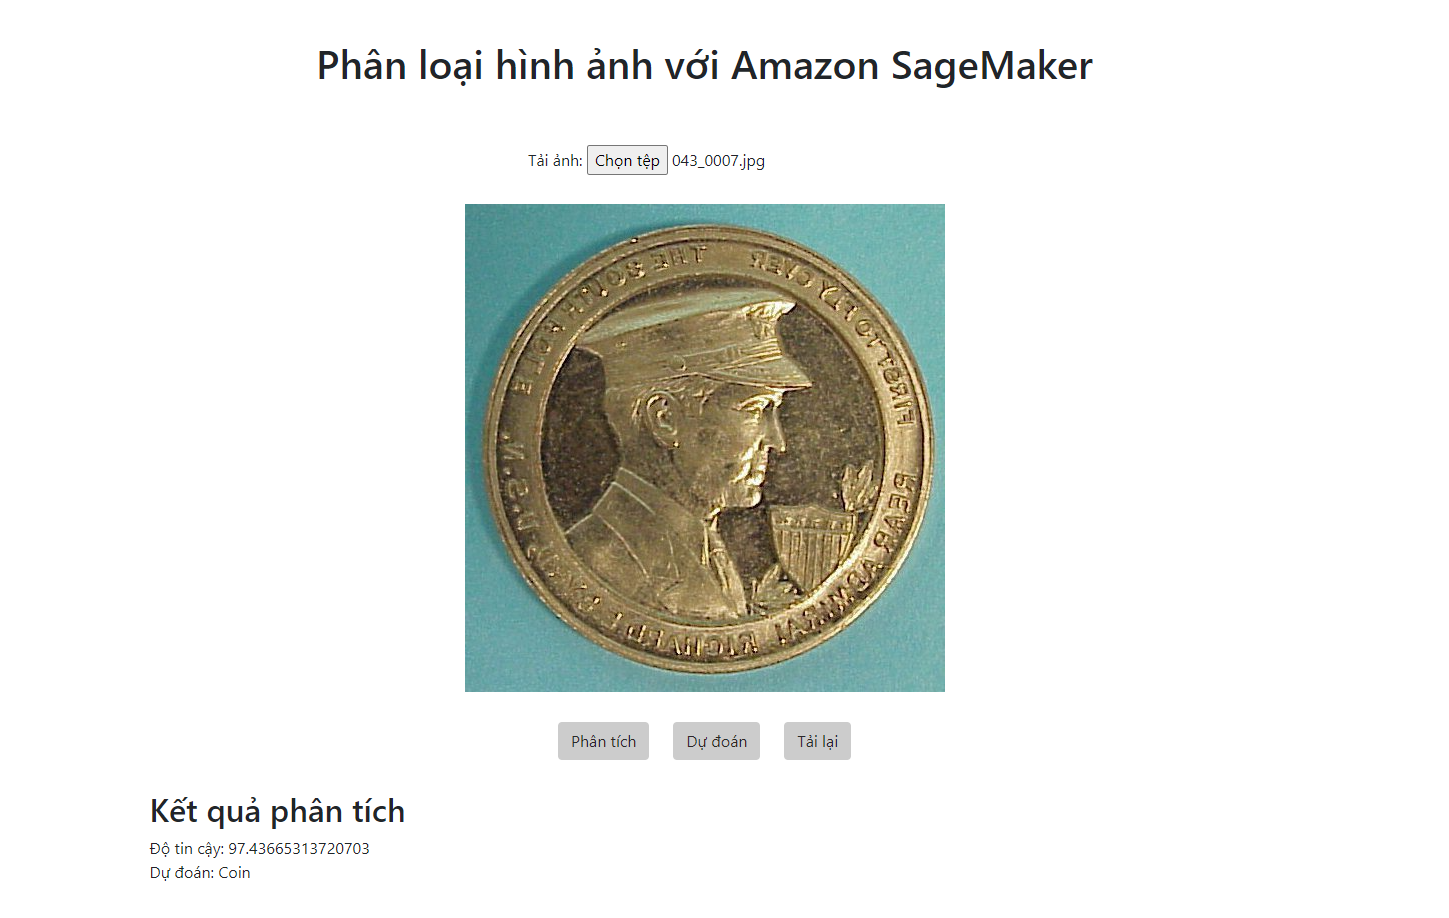 Phân loại hình ảnh với Amazon SageMaker
Tải ảnh: Chọn tệp 043_0007.jpg
THE SOUTH POLE
FIRST TO FLY OVER
REAR ADMIRAL RICHARD E. BYRD U.S.N.
Phân tích Dự đoán Tải lại
Kết quả phân tích
Độ tin cậy: 97.43665313720703
Dự đoán: Coin